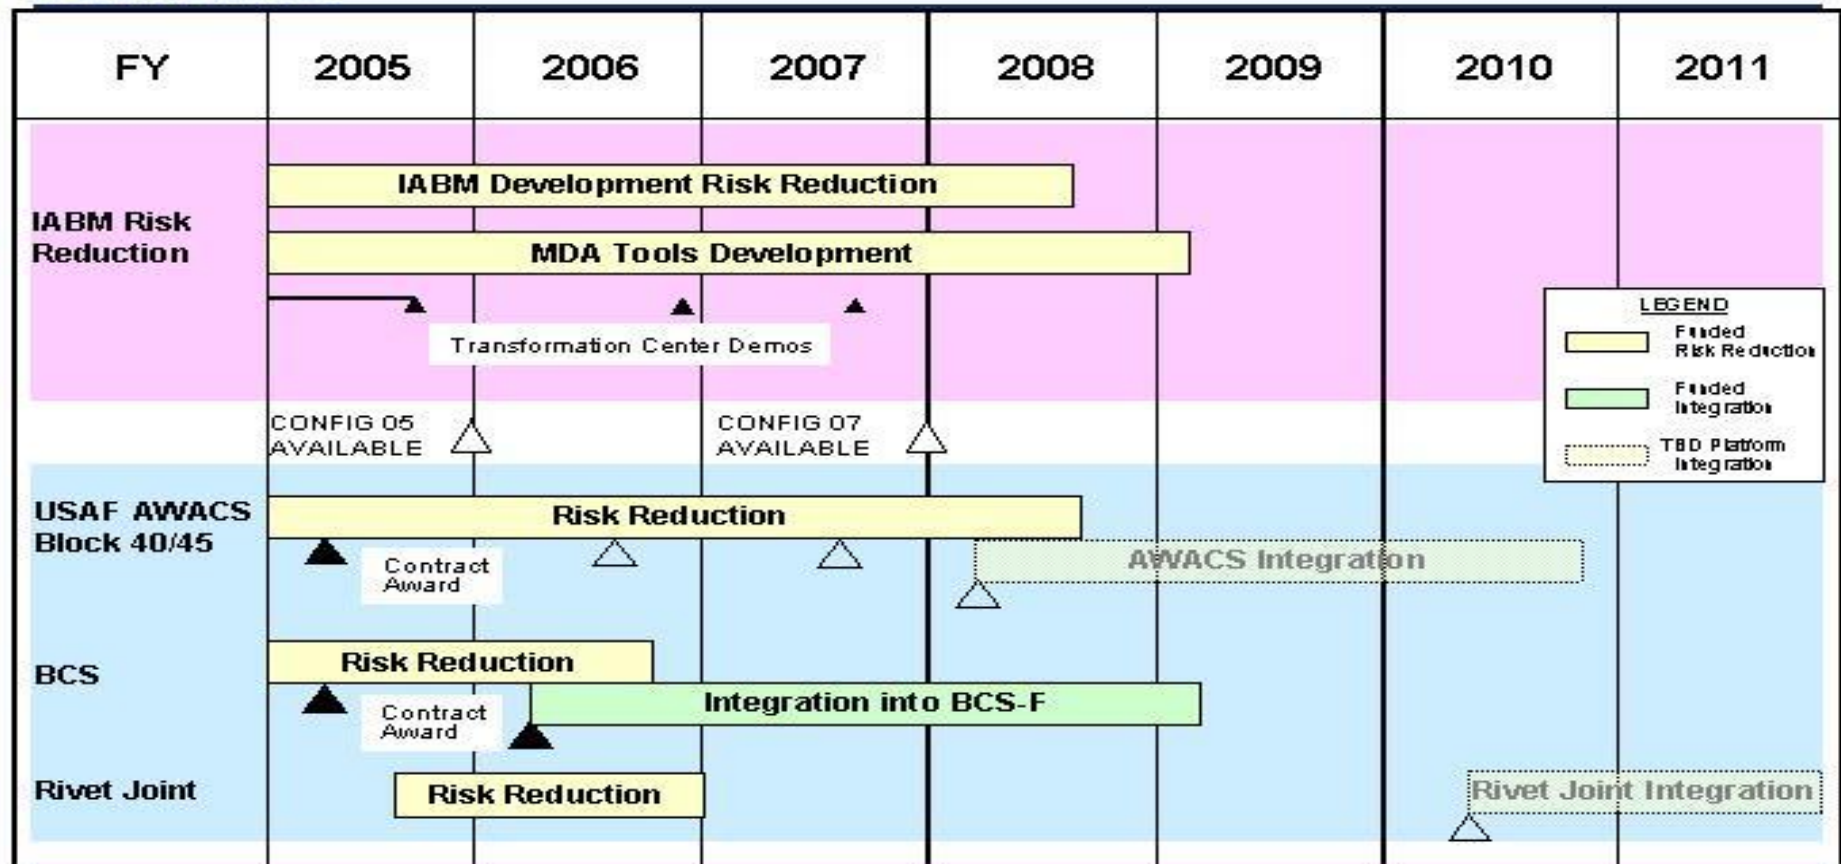 FY 2005 2006 2007 2008 2009 2010 2011
IABM Risk
Reduction
IABM Development Risk Reduction
MDA Tools Development
Transformation Center Demos
LEGEND
Funded
Risk Reduction
Funded
Integration
TBD Platform
Integration
CONFIG 05
AVAILABLE
CONFIG 07
AVAILABLE
USAF AWACS
Block 40/45
Risk Reduction
Contract
Award
AWACS Integration
BCS
Risk Reduction
Contract
Award
Integration into BCS-F
Rivet Joint
Risk Reduction
Rivet Joint Integration